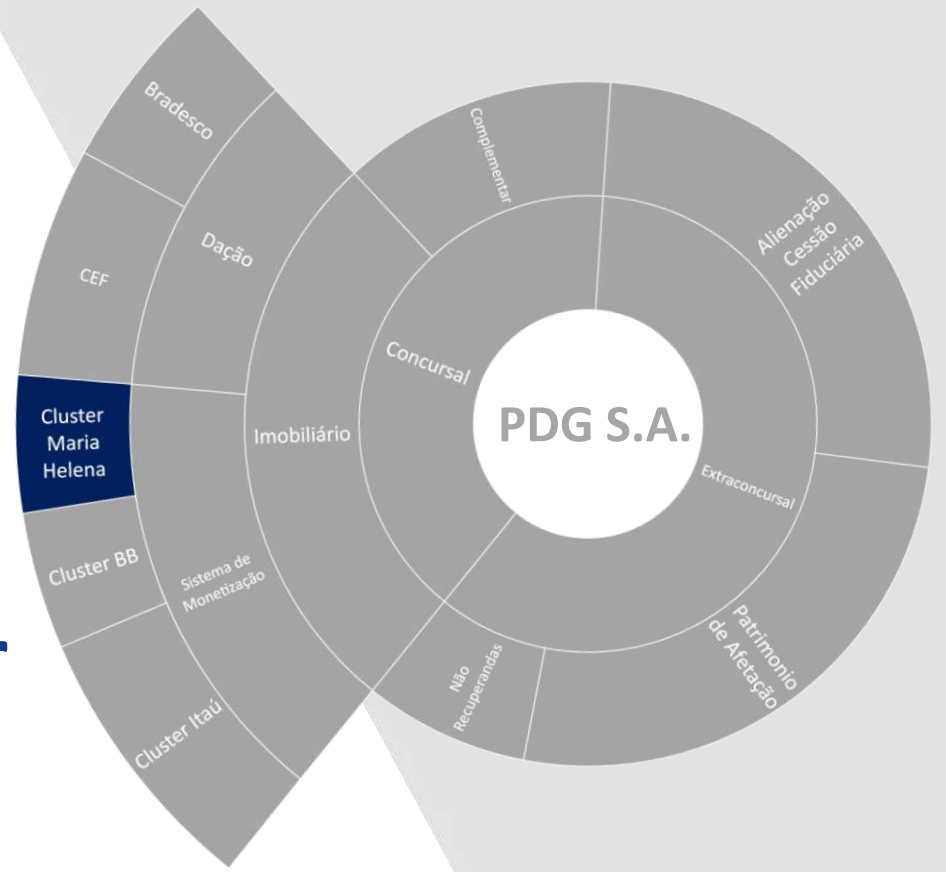 Bradesco
CEF
Cluster
Maria
Helena
Cluster BB
Cluster Itaú
Dação
Sistema de
Monetização
Imobiliário
Complementar
Concursal
PDG S.A.
Extraconcursal
Alienação
Cessão
Fiduciária
Patrimonio
de Afetação
Não
Recuperandas